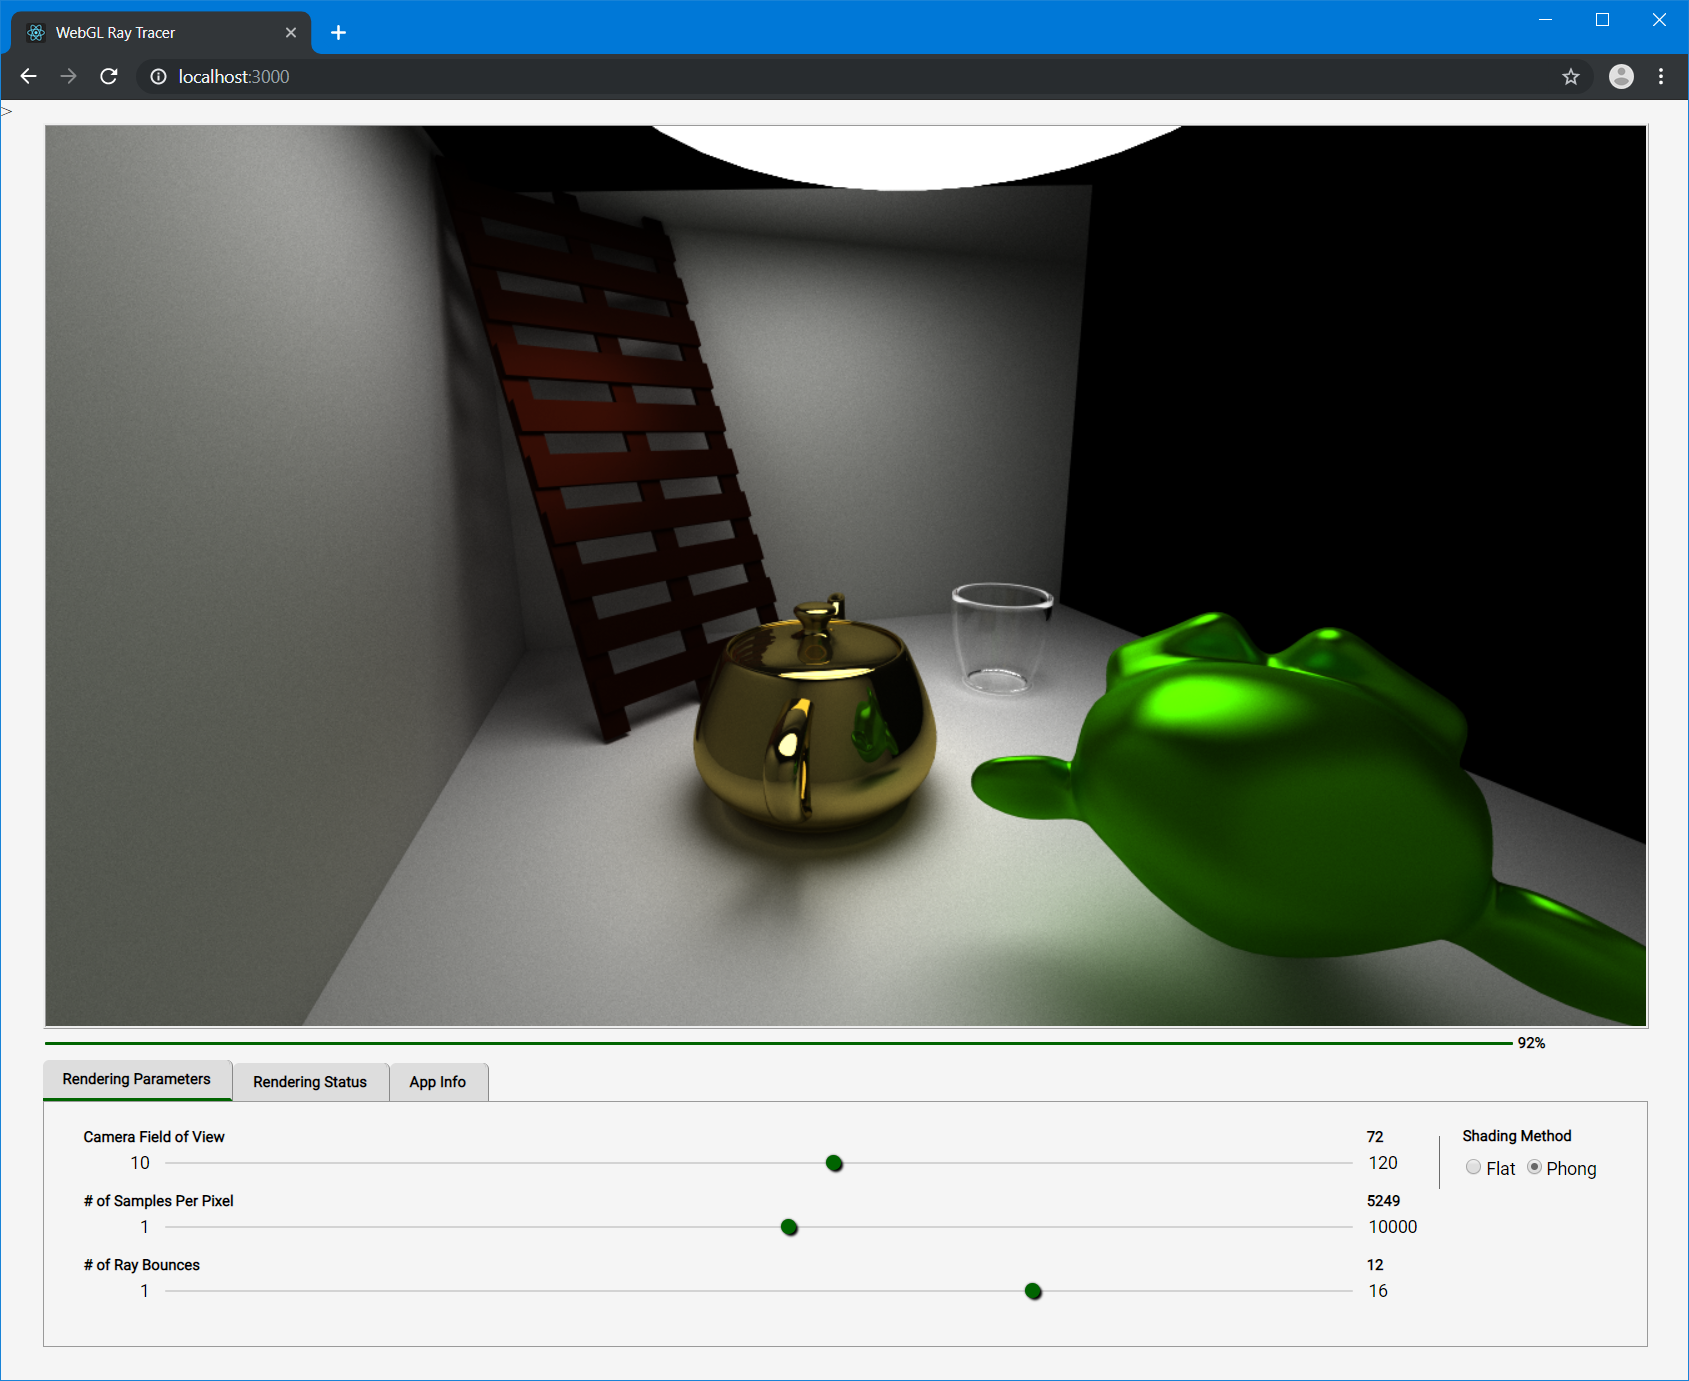 WebGL Ray Tracer
localhost:3000
>
92%
Rendering Parameters Rendering Status App Info
Camera Field of View 72
10 120
# of Samples Per Pixel 5249
1 10000
# of Ray Bounces 12
1 16
Shading Method
Flat Phong